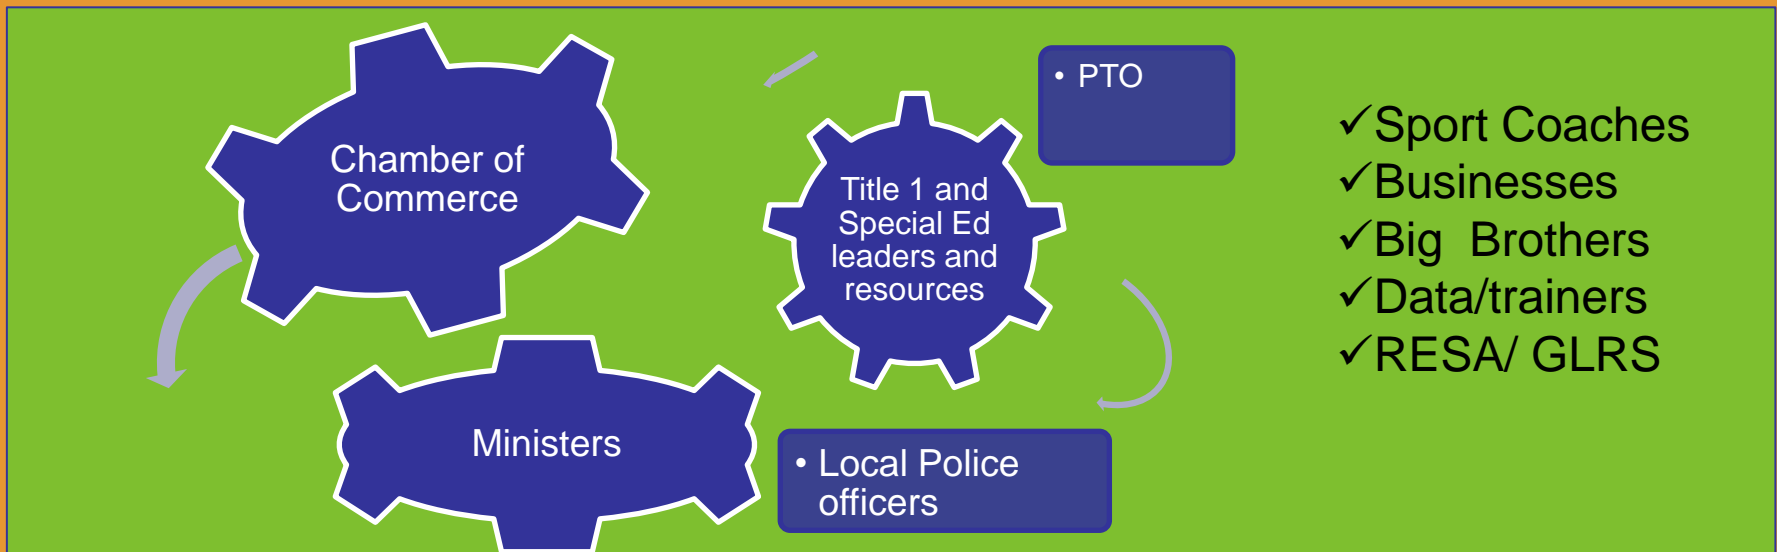 Chamber of
Commerce
Title 1 and
Special Ed
leaders and
resources
• PTO
Ministers
• Local Police
officers
✓Sport Coaches
✓Businesses
✓Big  Brothers
✓Data/trainers
✓RESA/ GLRS